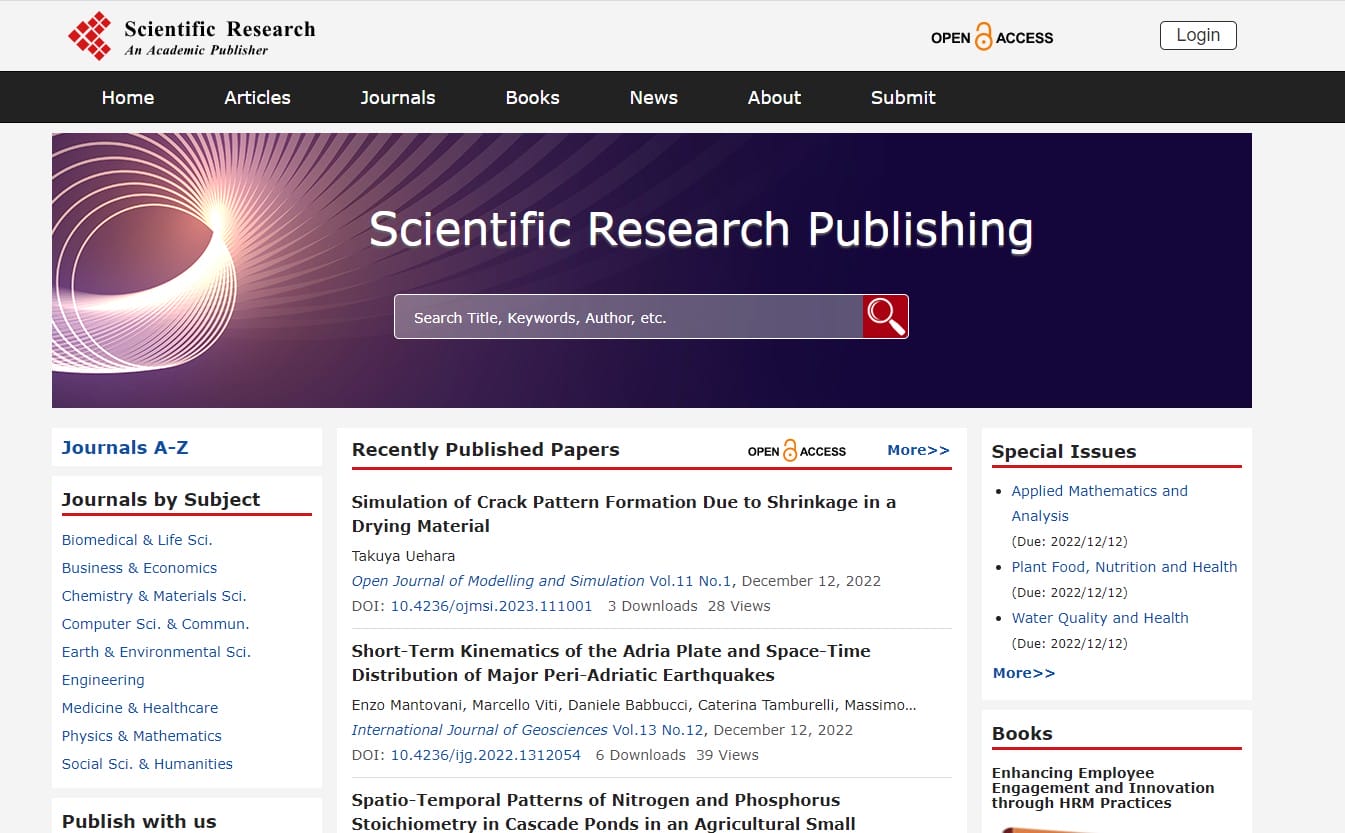 Scientific Research
An Academic Publisher
OPEN ACCESS
Login
Home Articles Journals Books News About Submit
Scientific Research Publishing
Search Title, Keywords, Author, etc.
Journals A-Z
Journals by Subject
Biomedical & Life Sci.
Business & Economics
Chemistry & Materials Sci.
Computer Sci. & Commun.
Earth & Environmental Sci.
Engineering
Medicine & Healthcare
Physics & Mathematics
Social Sci. & Humanities
Publish with us
Recently Published Papers OPEN ACCESS More>>
Simulation of Crack Pattern Formation Due to Shrinkage in a
Drying Material
Takuya Uehara
Open Journal of Modelling and Simulation Vol.11 No.1, December 12, 2022
DOI: 10.4236/ojmsi.2023.111001 3 Downloads 28 Views
Short-Term Kinematics of the Adria Plate and Space-Time
Distribution of Major Peri-Adriatic Earthquakes
Enzo Mantovani, Marcello Viti, Daniele Babbucci, Caterina Tamburelli, Massimo…
International Journal of Geosciences Vol.13 No.12, December 12, 2022
DOI: 10.4236/ijg.2022.1312054 6 Downloads 39 Views
Spatio-Temporal Patterns of Nitrogen and Phosphorus
Stoichiometry in Cascade Ponds in an Agricultural Small
Special Issues
Applied Mathematics and
Analysis
(Due: 2022/12/12)
Plant Food, Nutrition and Health
(Due: 2022/12/12)
Water Quality and Health
(Due: 2022/12/12)
More>>
Books
Enhancing Employee
Engagement and Innovation
through HRM Practices